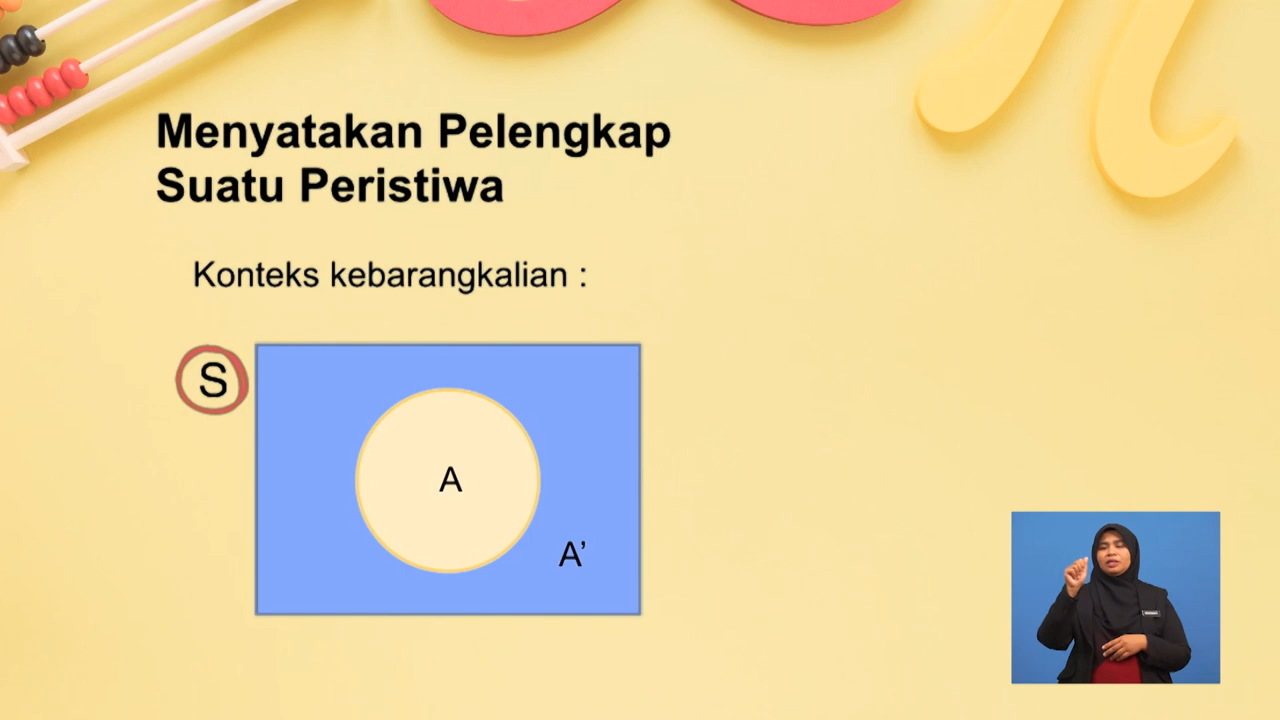 Menyatakan Pelengkap
Suatu Peristiwa
Konteks kebarangkalian :
S
A
A’